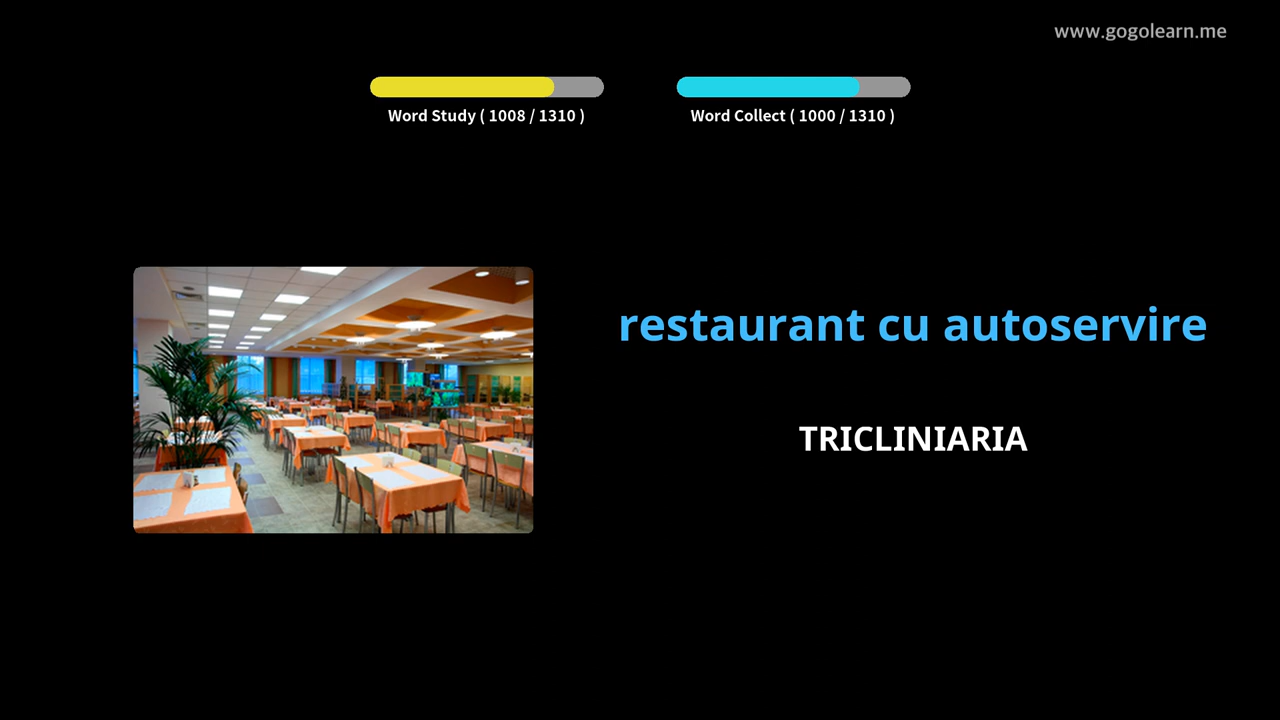 www.gogolearn.me
Word Study ( 1008 / 1310 )
Word Collect ( 1000 / 1310 )
restaurant cu autoservire
TRICLINIARIA